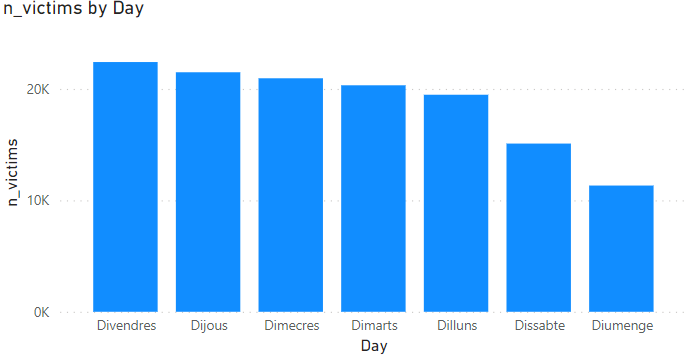 n_victims by Day
n_victims
20K
10K
0K
Divendres Dijous Dimecres Dimarts Dilluns Dissabte Diumenge
Day